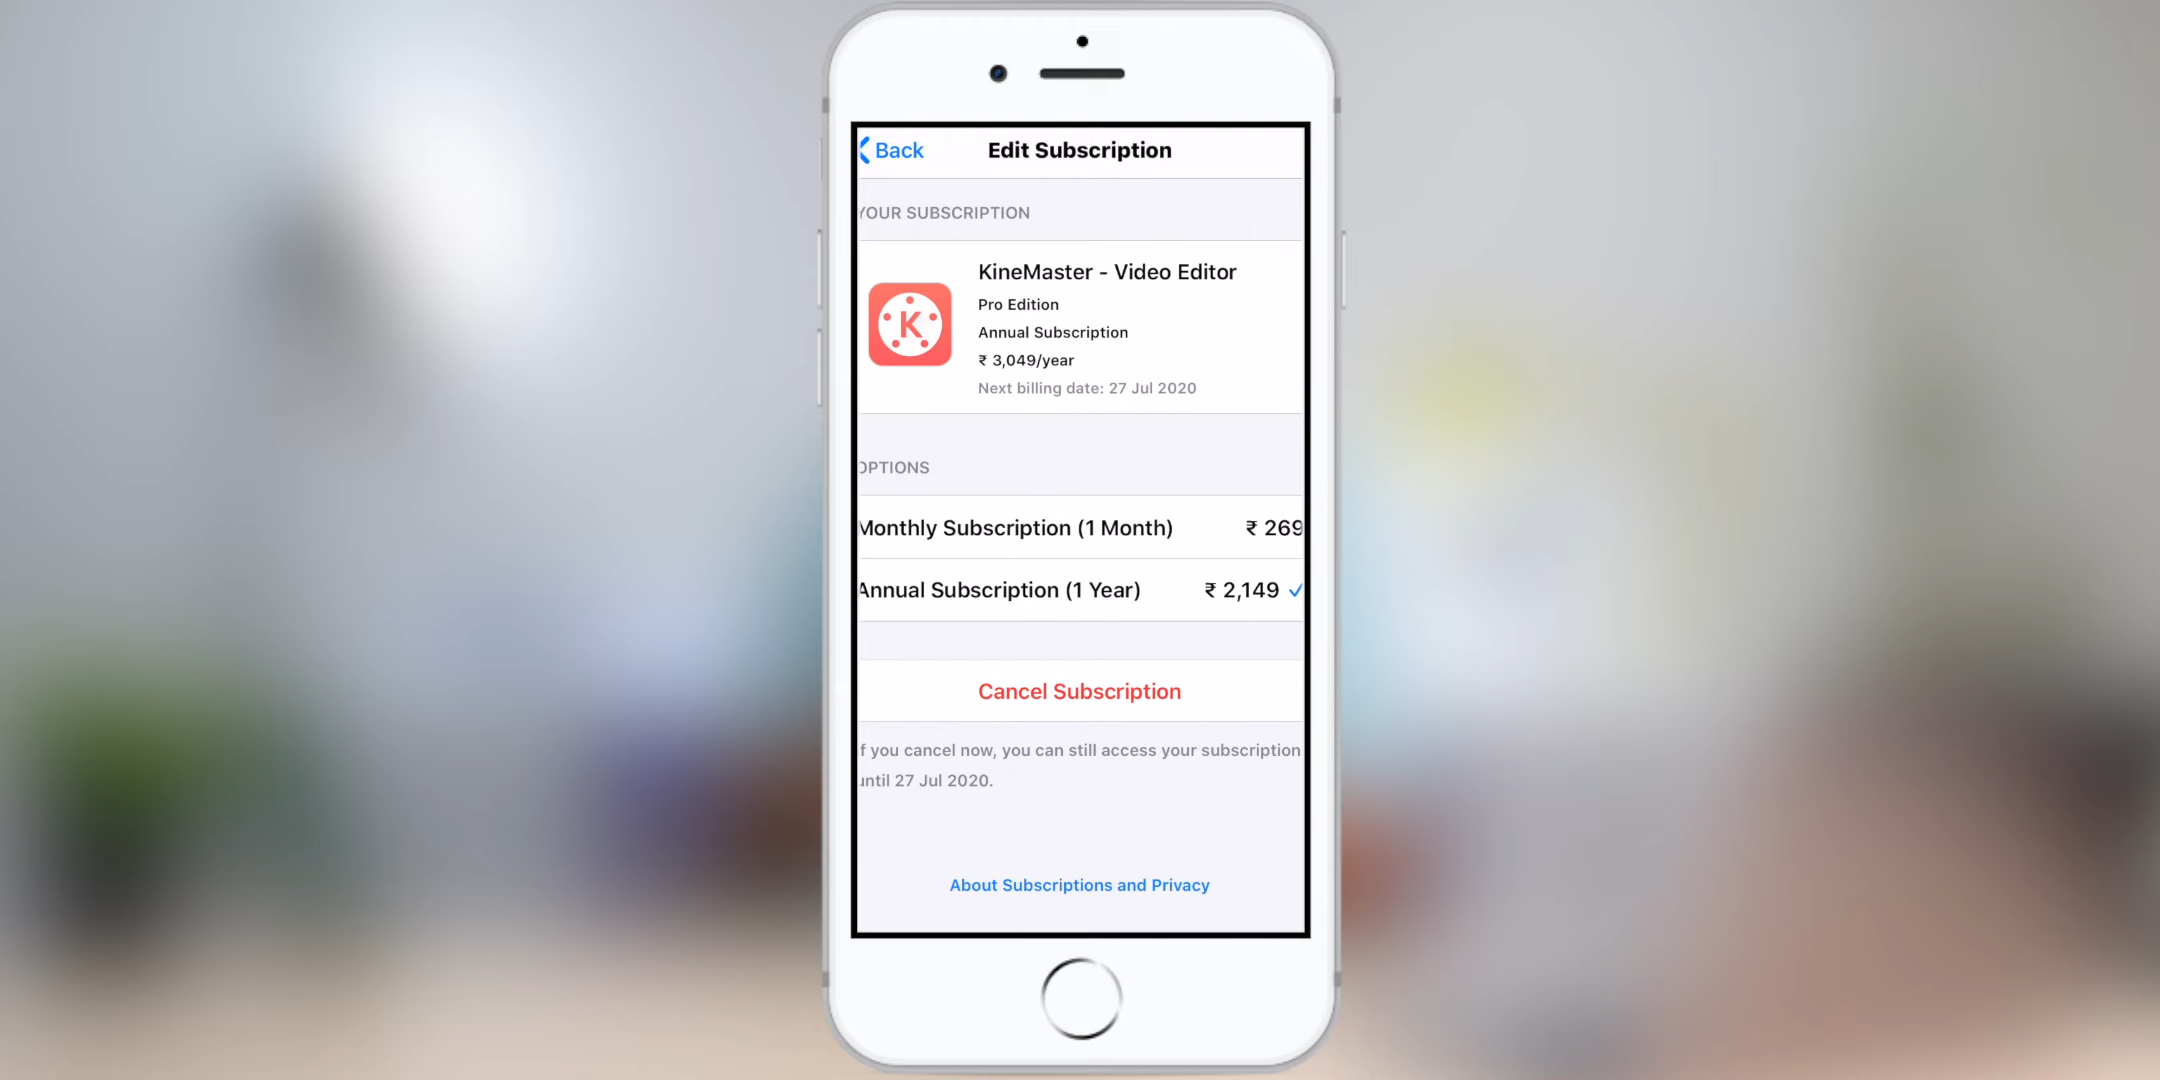 Back
Edit Subscription
YOUR SUBSCRIPTION
KineMaster - Video Editor
Pro Edition
K
Annual Subscription
₹ 3,049/year
Next billing date: 27 Jul 2020
OPTIONS
Monthly Subscription (1 Month) ₹ 269
Annual Subscription (1 Year) ₹ 2,149 ✓
Cancel Subscription
f you cancel now, you can still access your subscription
until 27 Jul 2020.
About Subscriptions and Privacy